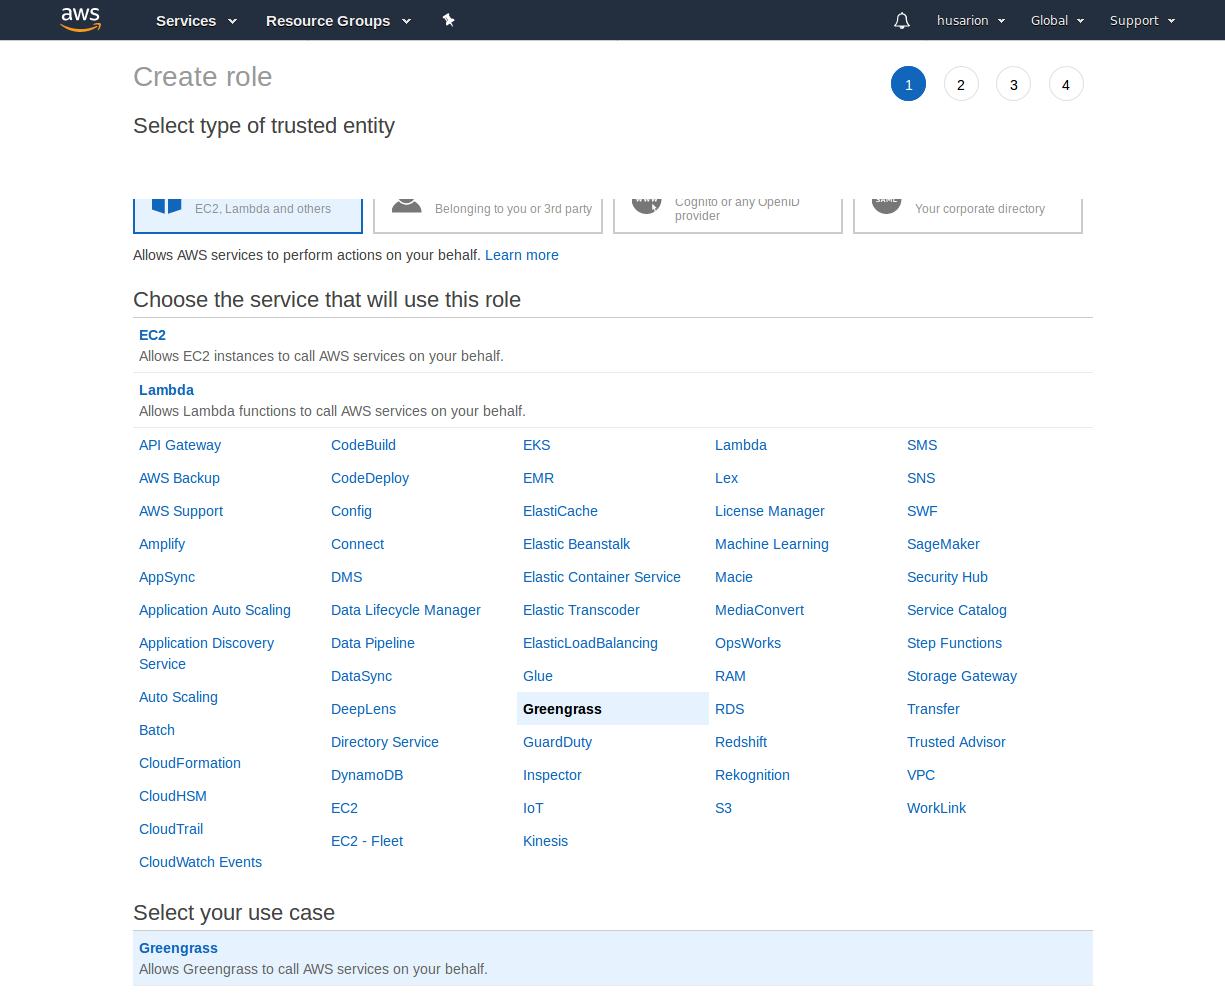 aws Services Resource Groups husarion Global Support
Create role 1 2 3 4
Select type of trusted entity
EC2, Lambda and others
Belonging to you or 3rd party
Cognito or any OpenID
provider
SAML
Your corporate directory
Allows AWS services to perform actions on your behalf. Learn more
Choose the service that will use this role
EC2
Allows EC2 instances to call AWS services on your behalf.
Lambda
Allows Lambda functions to call AWS services on your behalf.
API Gateway CodeBuild EKS Lambda SMS
AWS Backup CodeDeploy EMR Lex SNS
AWS Support Config ElastiCache License Manager SWF
Amplify Connect Elastic Beanstalk Machine Learning SageMaker
AppSync DMS Elastic Container Service Macie Security Hub
Application Auto Scaling Data Lifecycle Manager Elastic Transcoder MediaConvert Service Catalog
Application Discovery Data Pipeline ElasticLoadBalancing OpsWorks Step Functions
Service
DataSync Glue RAM Storage Gateway
Auto Scaling
DeepLens Greengrass RDS Transfer
Batch
Directory Service GuardDuty Redshift Trusted Advisor
CloudFormation
DynamoDB Inspector Rekognition VPC
CloudHSM
EC2 IoT S3 WorkLink
CloudTrail
EC2 - Fleet Kinesis
CloudWatch Events
Select your use case
Greengrass
Allows Greengrass to call AWS services on your behalf.